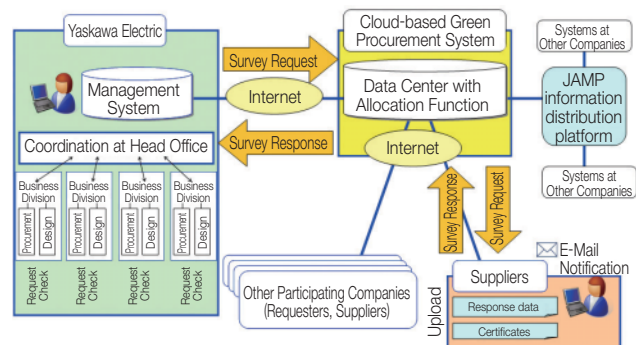 Yaskawa Electric
Management
System
Coordination at Head Office
Business
Division
Procurement
Design
Request
Check
Business
Division
Procurement
Design
Request
Check
Business
Division
Procurement
Design
Request
Check
Business
Division
Procurement
Design
Request
Check
Survey Request
Internet
Survey Response
Cloud-based Green
Procurement System
Data Center with
Allocation Function
Internet
Survey Response
Survey Request
Systems at
Other Companies
JAMP
information
distribution
platform
Systems at
Other Companies
E-Mail
Notification
Other Participating Companies
(Requesters, Suppliers)
Suppliers
Upload
Response data
Certificates